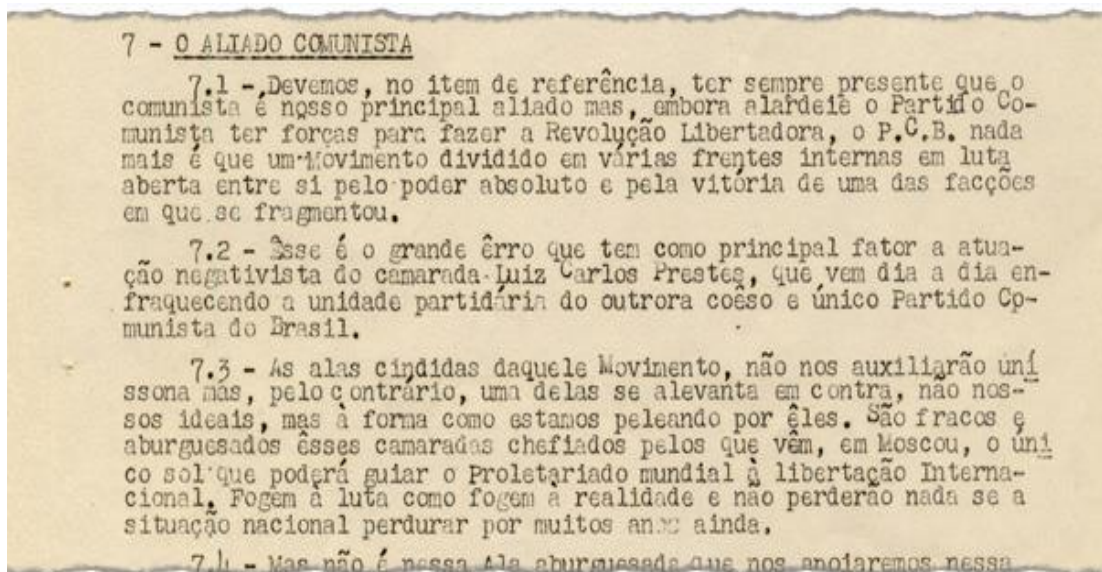 7 - O ALIADO COMUNISTA
7.1 - Devemos, no item de referência, ter sempre presente que o
comunista é nosso principal aliado mas, embora alardeie o Partido Co-
munista ter forças para fazer a Revolução Libertadora, o P.C.B. nada
mais é que um Movimento dividido em várias frentes internas em luta
aberta entre si pelo poder absoluto e pela vitória de uma das facções
em que se fragmentou.
7.2 - Êsse é o grande êrro que tem como principal fator a atua-
ção negativista do camarada Luiz Carlos Prestes, que vem dia a dia en-
fraquecendo a unidade partidária do outrora coêso e único Partido Co-
munista do Brasil.
7.3 - As alas cindidas daquele Movimento, não nos auxiliarão uní
ssona mas, pelo contrário, uma delas se alevanta em contra, não nos-
sos ideais, mas à forma como estamos peleando por êles. São fracos e
aburguesados êsses camaradas chefiados pelos que vêm, em Moscou, o úni
co sol que poderá guiar o Proletariado mundial à libertação Interna-
cional. Fogem à luta como fogem à realidade e não perderão nada se a
situação nacional perdurar por muitos anos ainda.
7.4 - Mas não é nessa Ala aburguesada que nos apoiaremos nessa